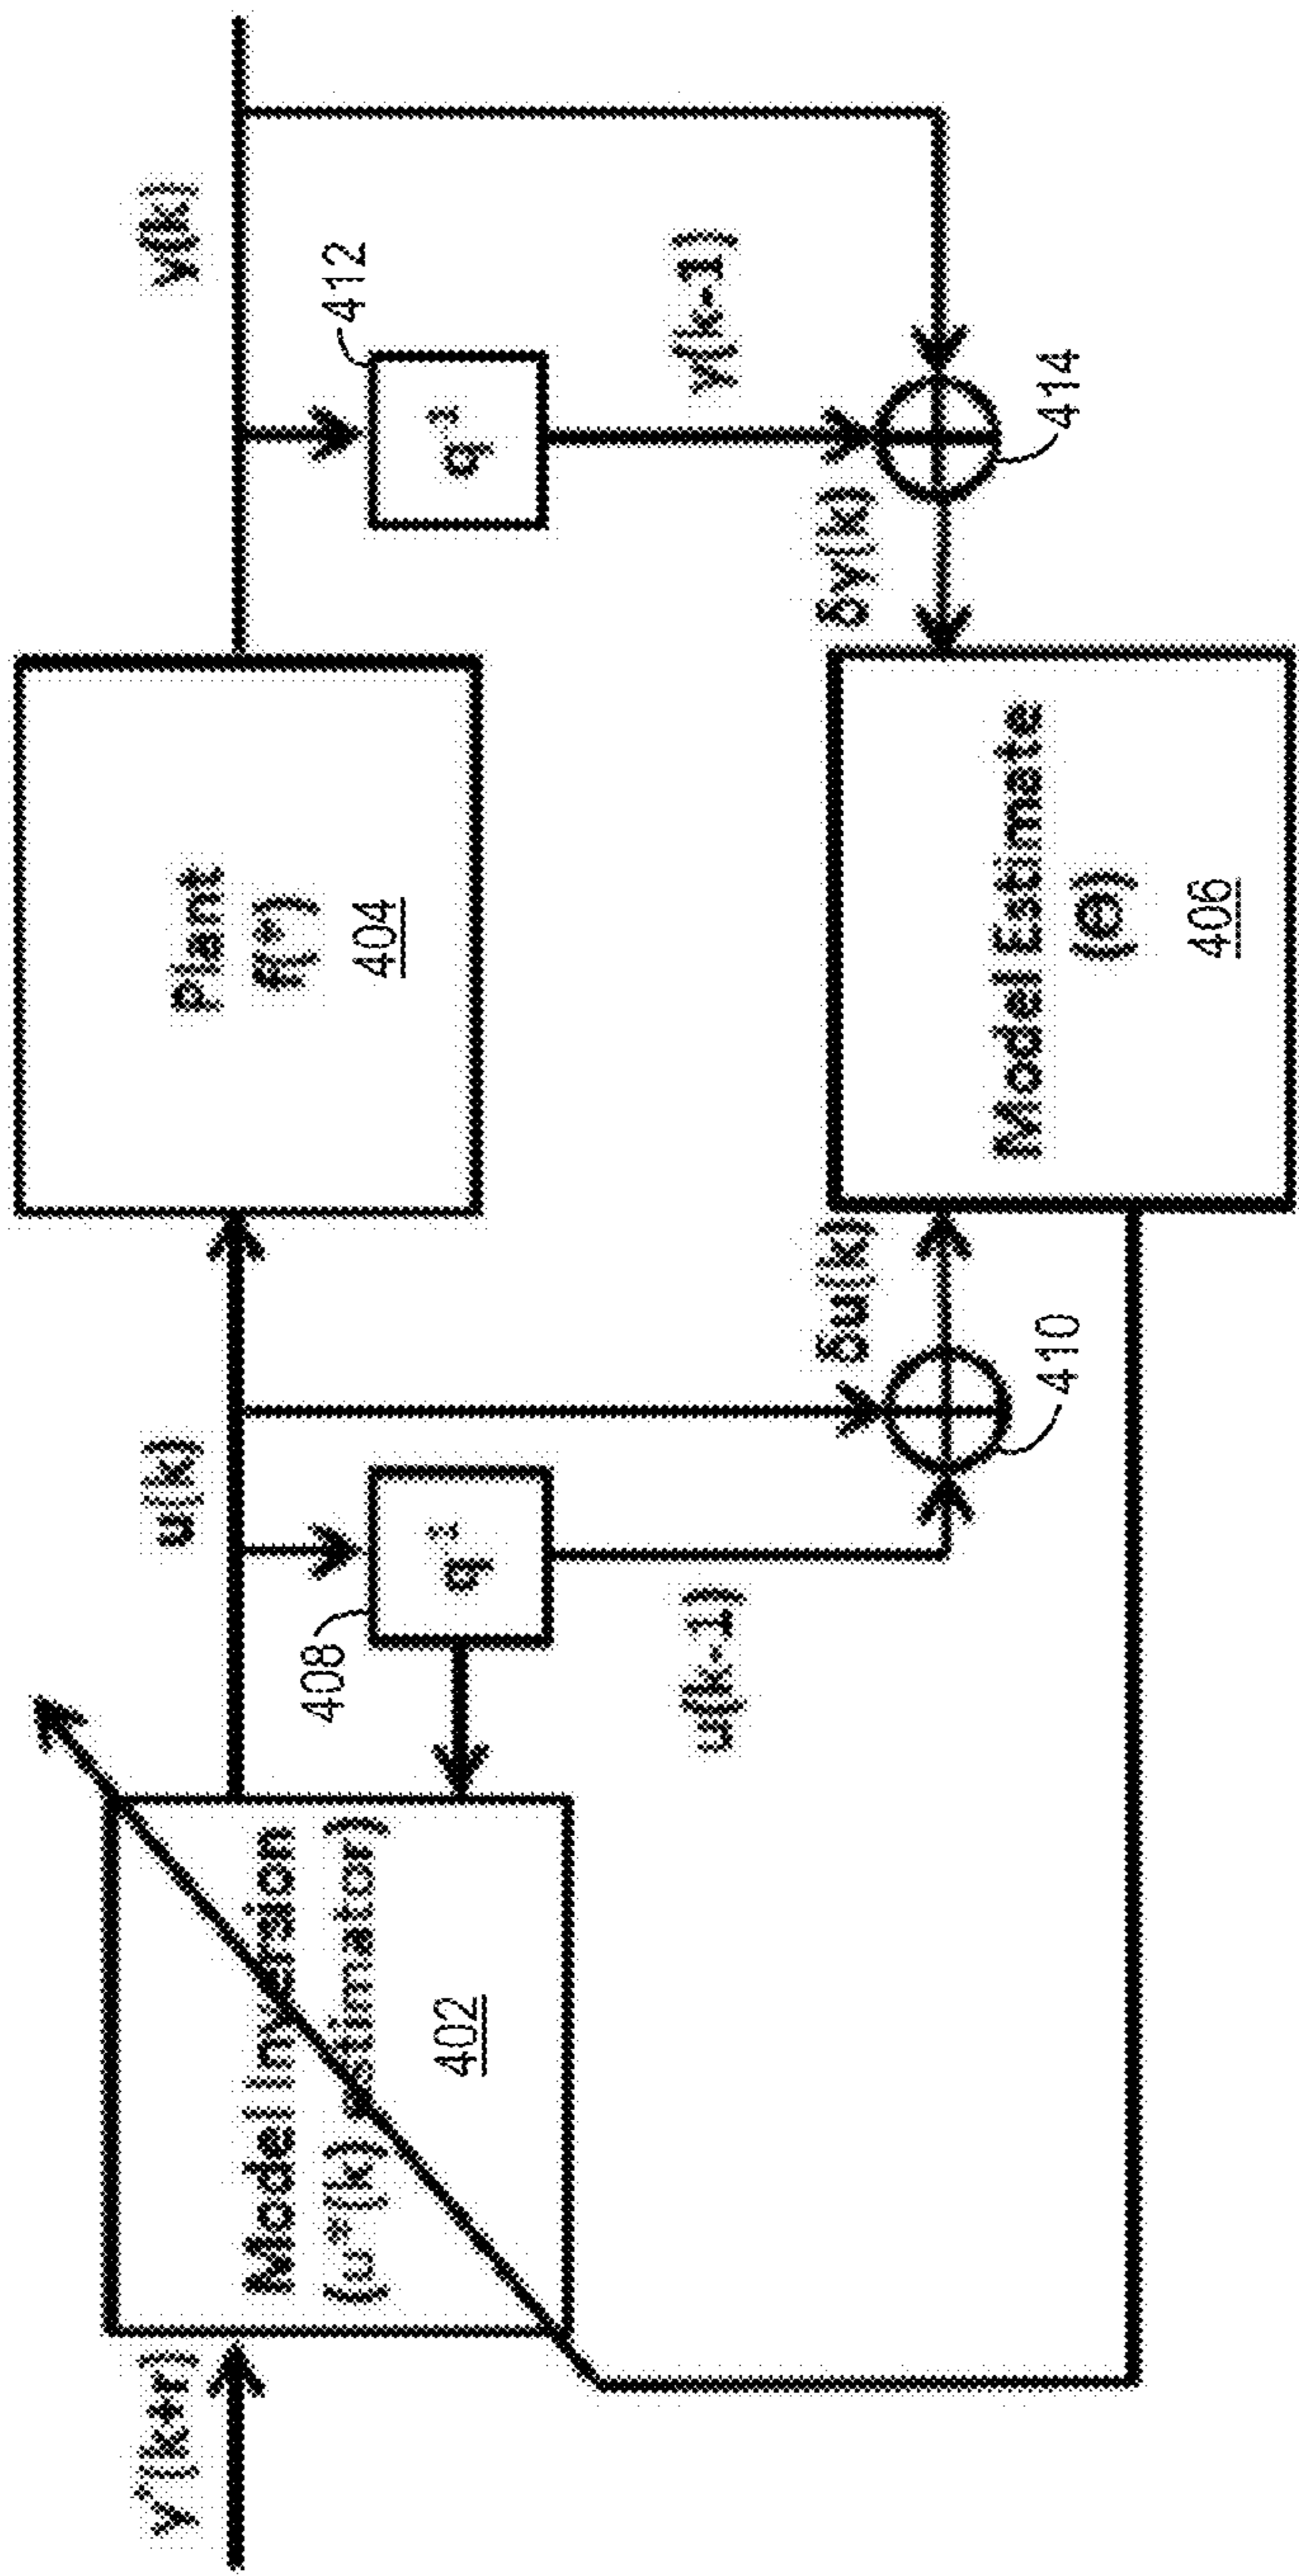 y*[k+r]
Model Inversion
(u*[k) estimator)
402
u[k]
408
q-1
u[k-1]
δu[k]
410
Plant
f(*)
404
Model Estimate
(Θ)
406
y[k]
412
q-1
y[k-1]
δy[k]
414